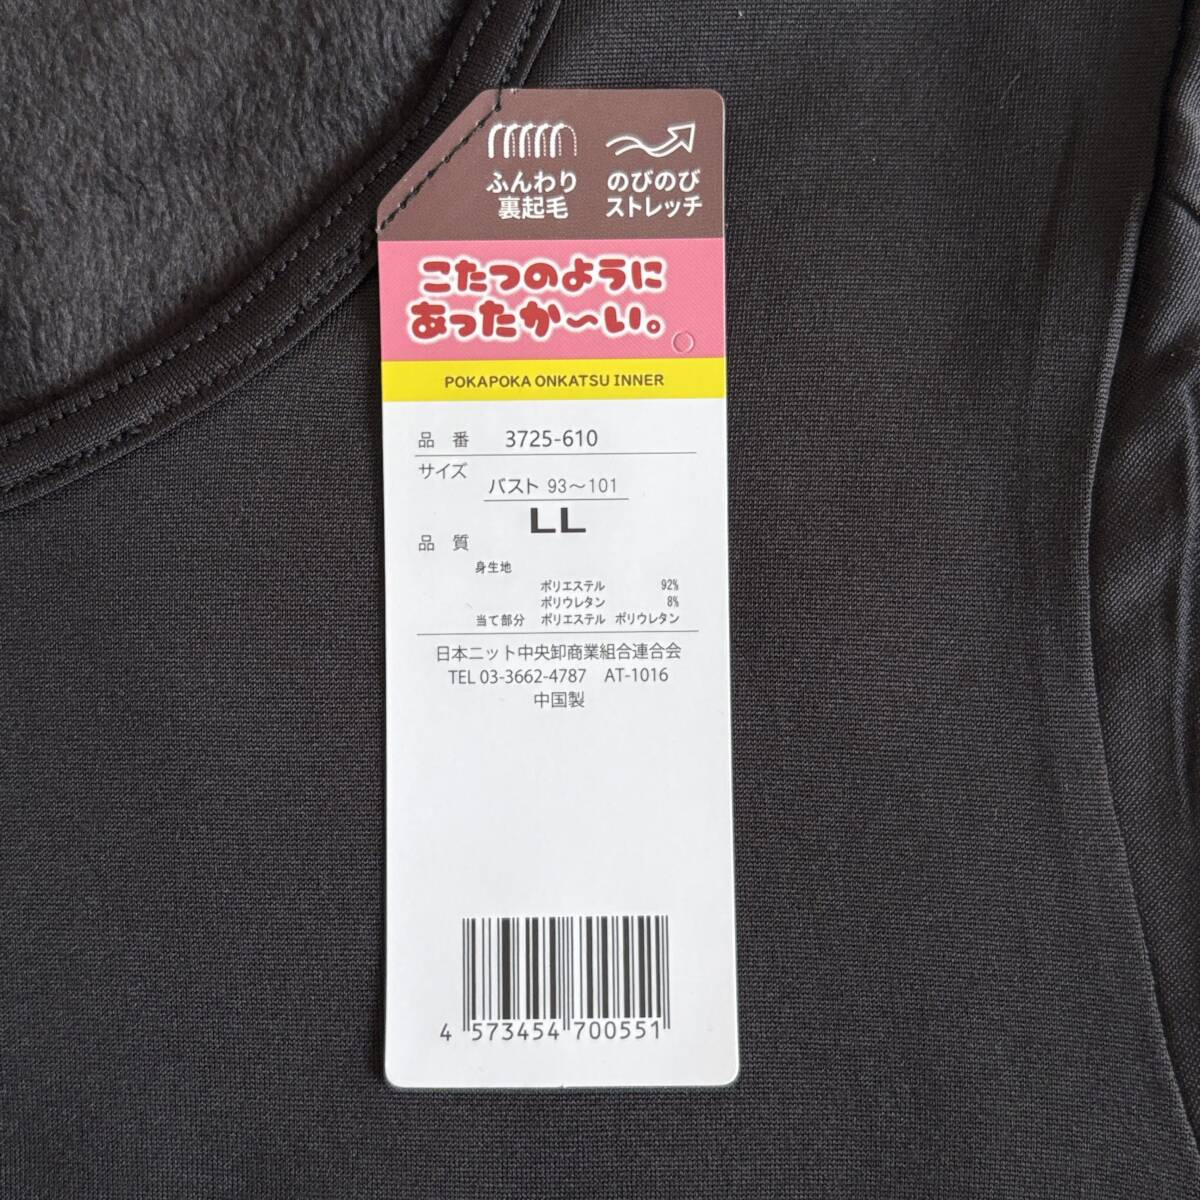 ふんわり
裏起毛
のびのび
ストレッチ
こたつのように
あったか〜い。
POKAPOKA ONKATSU INNER
品番 3725-610
サイズ
バスト 93〜101
LL
品質
身生地
ポリエステル 92%
ポリウレタン 8%
当て部分 ポリエステル ポリウレタン
日本ニット中央卸商業組合連合会
TEL 03-3662-4787 AT-1016
中国製
4 573454 700551